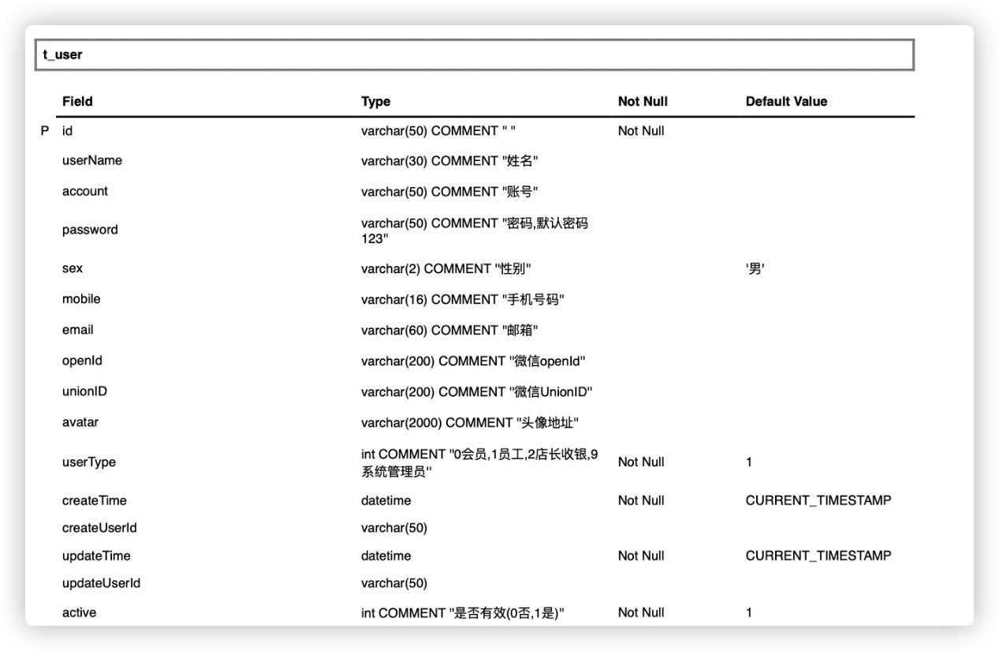 t_user
Field Type Not Null Default Value
P id varchar(50) COMMENT " " Not Null
userName varchar(30) COMMENT "姓名"
account varchar(50) COMMENT "账号"
password varchar(50) COMMENT "密码,默认密码
123"
sex varchar(2) COMMENT "性别" '男'
mobile varchar(16) COMMENT "手机号码"
email varchar(60) COMMENT "邮箱"
openId varchar(200) COMMENT "微信openId"
unionID varchar(200) COMMENT "微信UnionID"
avatar varchar(2000) COMMENT "头像地址"
userType int COMMENT "0会员,1员工,2店长收银,9
系统管理员" Not Null 1
createTime datetime Not Null CURRENT_TIMESTAMP
createUserId varchar(50)
updateTime datetime Not Null CURRENT_TIMESTAMP
updateUserId varchar(50)
active int COMMENT "是否有效(0否,1是)" Not Null 1